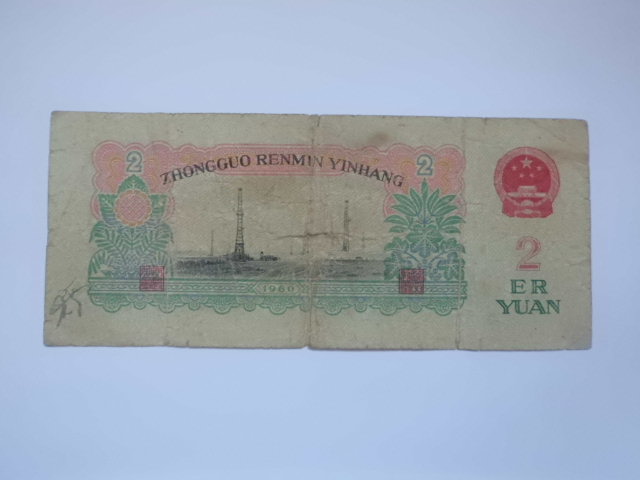 2
2
ZHONGGUO RENMIN YINHANG
1960
2
ER
YUAN